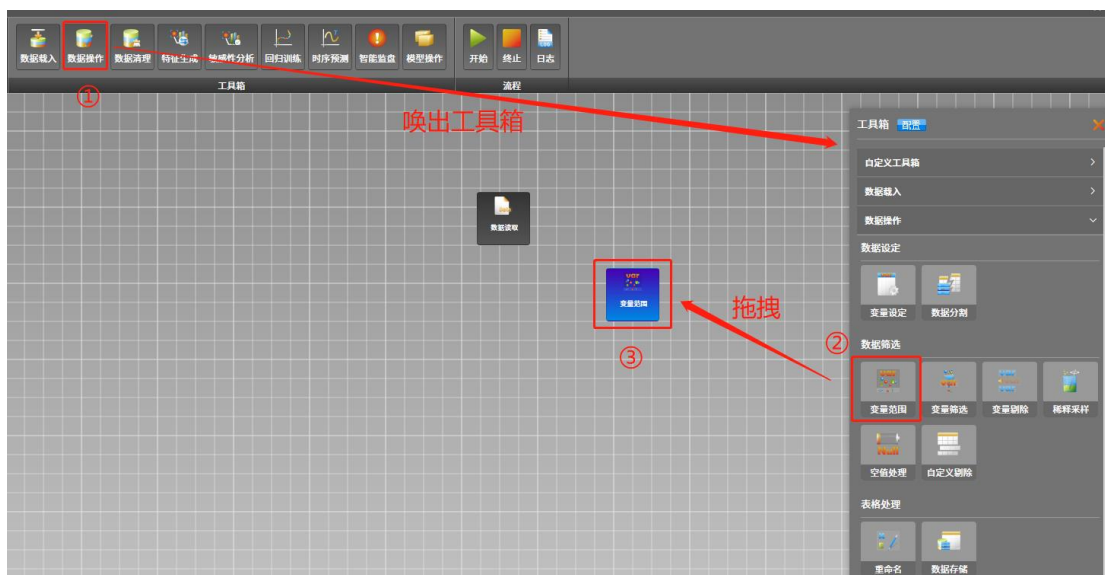 数据载入 数据操作 数据清理 特征生成 敏感性分析 回归训练 时序预测 智能监盘 模型操作 开始 终止 日志
工具箱 流程
①
唤出工具箱
工具箱 配置
自定义工具箱
数据载入
数据操作
数据设定
变量设定 数据分割
数据读取
变量范围
拖拽
②
③
数据筛选
变量范围 变量筛选 变量剔除 稀释采样
空值处理 自定义剔除
表格处理
重命名 数据存储